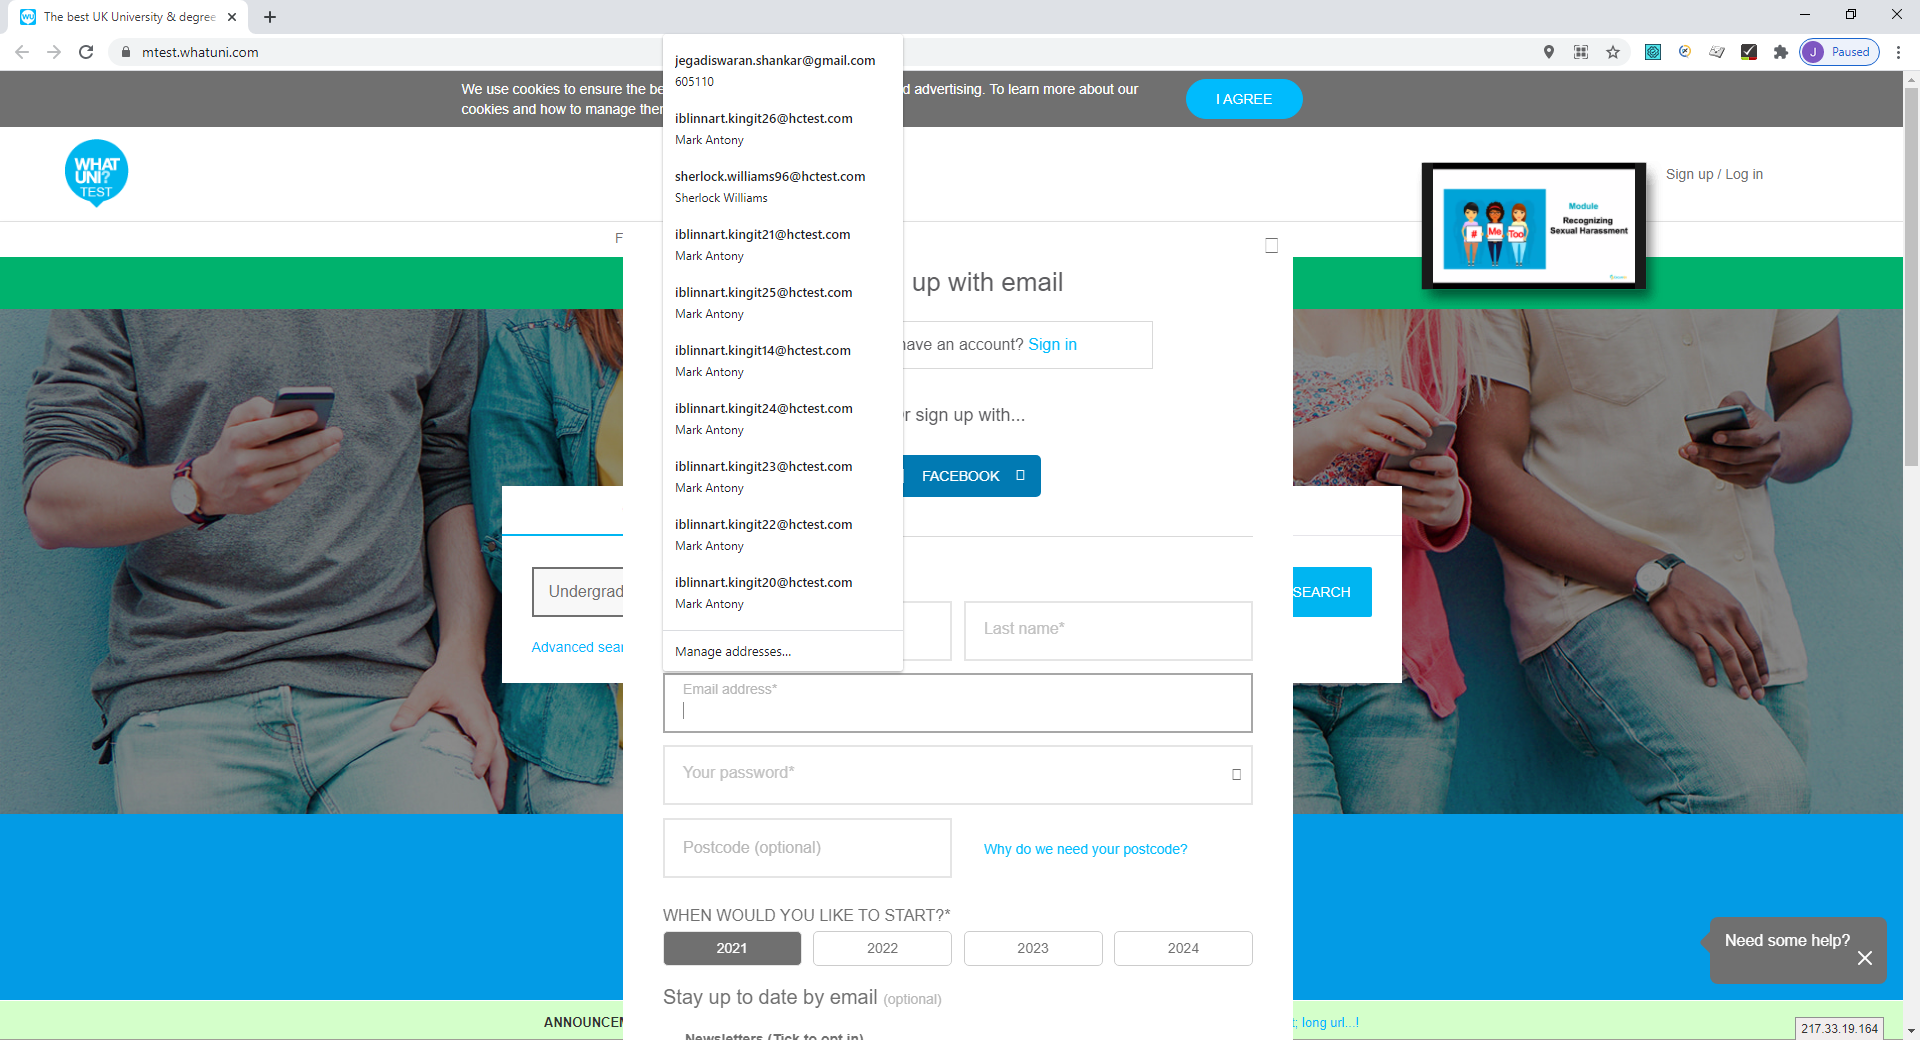 The best UK University & degree
mtest.whatuni.com
J Paused
We use cookies to ensure the be
d advertising. To learn more about our
cookies and how to manage the
I AGREE
WHAT
UNI?
TEST
Sign up / Log in
Module
Recognizing
Sexual Harassment
# Me Too
F
jegadiswaran.shankar@gmail.com
605110
iblinnart.kingit26@hctest.com
Mark Antony
sherlock.williams96@hctest.com
Sherlock Williams
iblinnart.kingit21@hctest.com
Mark Antony
iblinnart.kingit25@hctest.com
Mark Antony
iblinnart.kingit14@hctest.com
Mark Antony
iblinnart.kingit24@hctest.com
Mark Antony
iblinnart.kingit23@hctest.com
Mark Antony
iblinnart.kingit22@hctest.com
Mark Antony
iblinnart.kingit20@hctest.com
Mark Antony
Manage addresses...
up with email
have an account? Sign in
r sign up with...
FACEBOOK
Undergrad
SEARCH
Advanced sear
Last name*
Email address*
Your password*
Postcode (optional)
Why do we need your postcode?
WHEN WOULD YOU LIKE TO START?*
2021 2022 2023 2024
Stay up to date by email (optional)
Newsletters (Tick to opt in)
Need some help?
ANNOUNCEM
t; long url...!
217.33.19.164